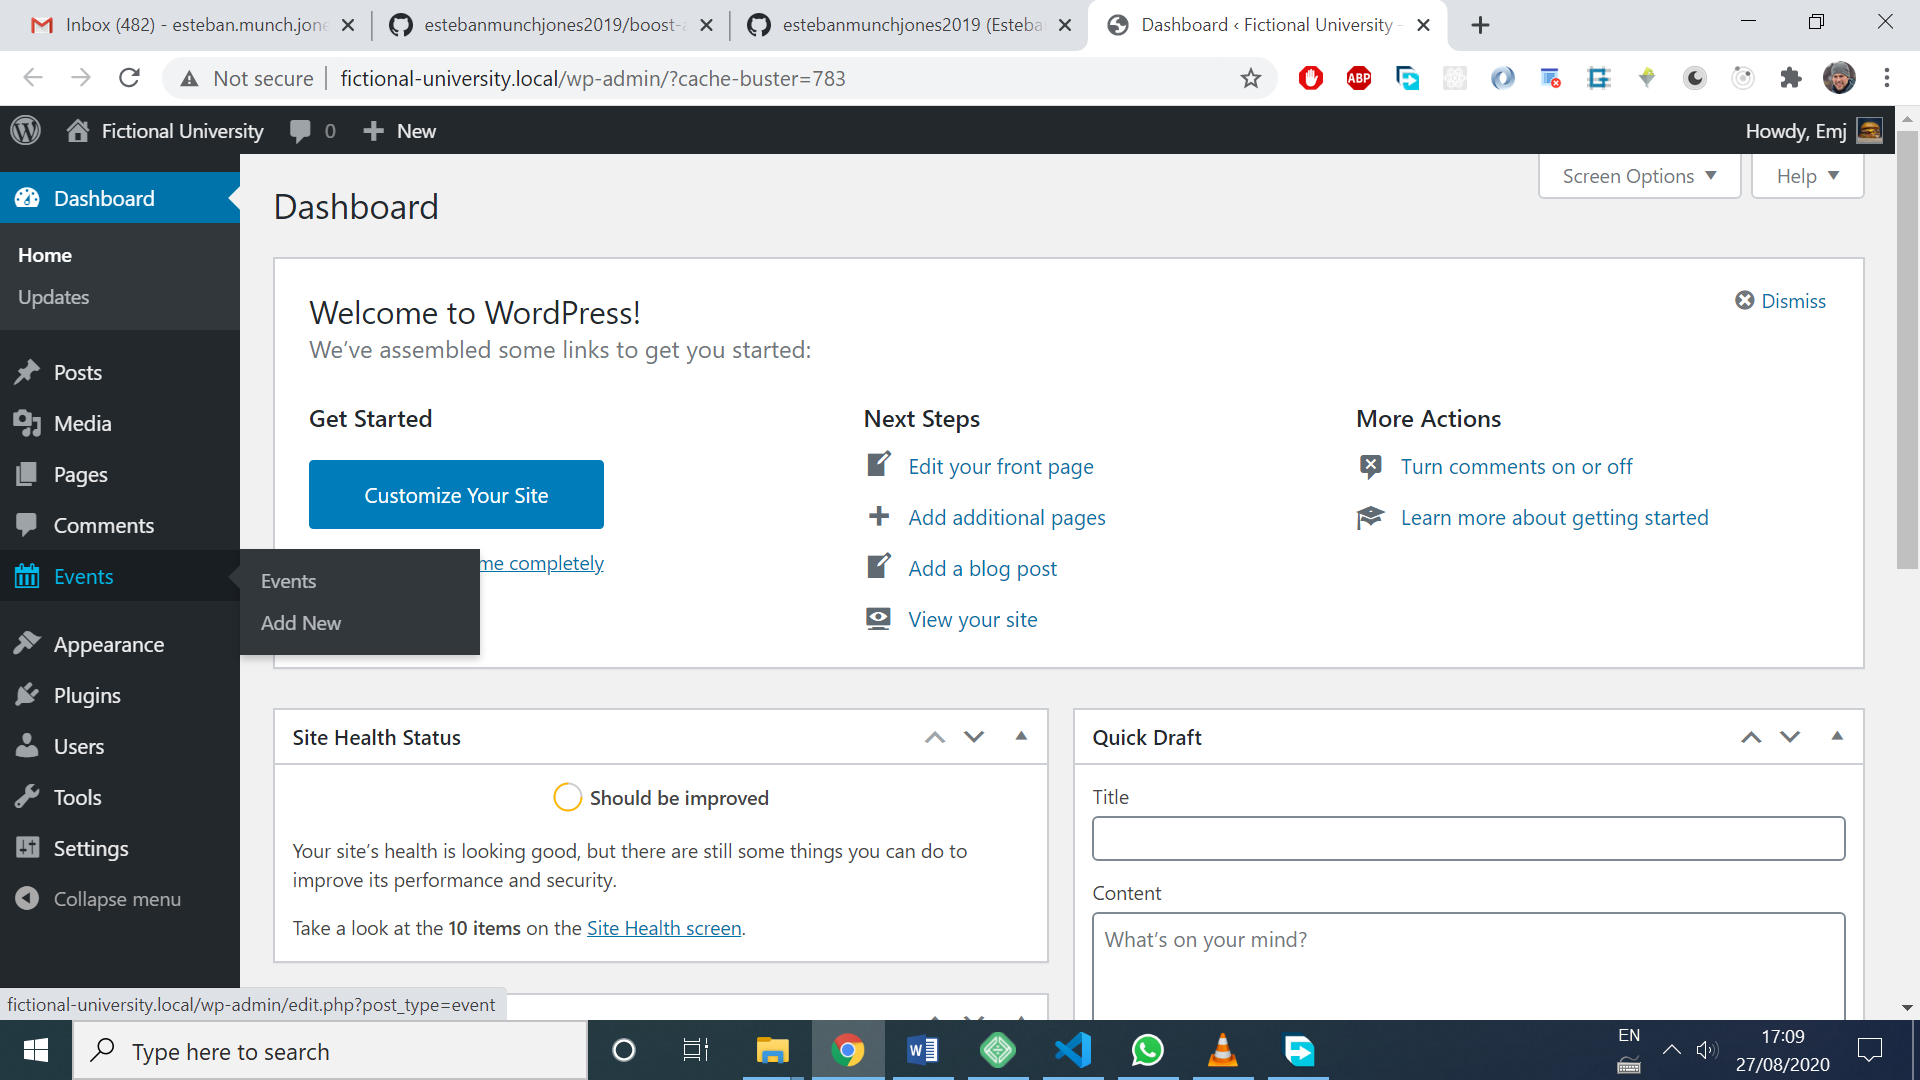 Inbox (482) - esteban.munch.jone
estebanmunchjones2019/boost-a
estebanmunchjones2019 (Esteba
Dashboard ‹ Fictional University –
Not secure
fictional-university.local/wp-admin/?cache-buster=783
ABP
Fictional University
0
New
Howdy, Emj
Dashboard
Home
Updates
Posts
Media
Pages
Comments
Events
Appearance
Plugins
Users
Tools
Settings
Collapse menu
Events
Add New
Screen Options
Help
Dashboard
Welcome to WordPress!
We've assembled some links to get you started:
Dismiss
Get Started
Customize Your Site
me completely
Next Steps
Edit your front page
Add additional pages
Add a blog post
View your site
More Actions
Turn comments on or off
Learn more about getting started
Site Health Status
Should be improved
Your site's health is looking good, but there are still some things you can do to
improve its performance and security.
Take a look at the 10 items on the Site Health screen.
Quick Draft
Title
Content
What's on your mind?
fictional-university.local/wp-admin/edit.php?post_type=event
Type here to search
EN
17:09
27/08/2020